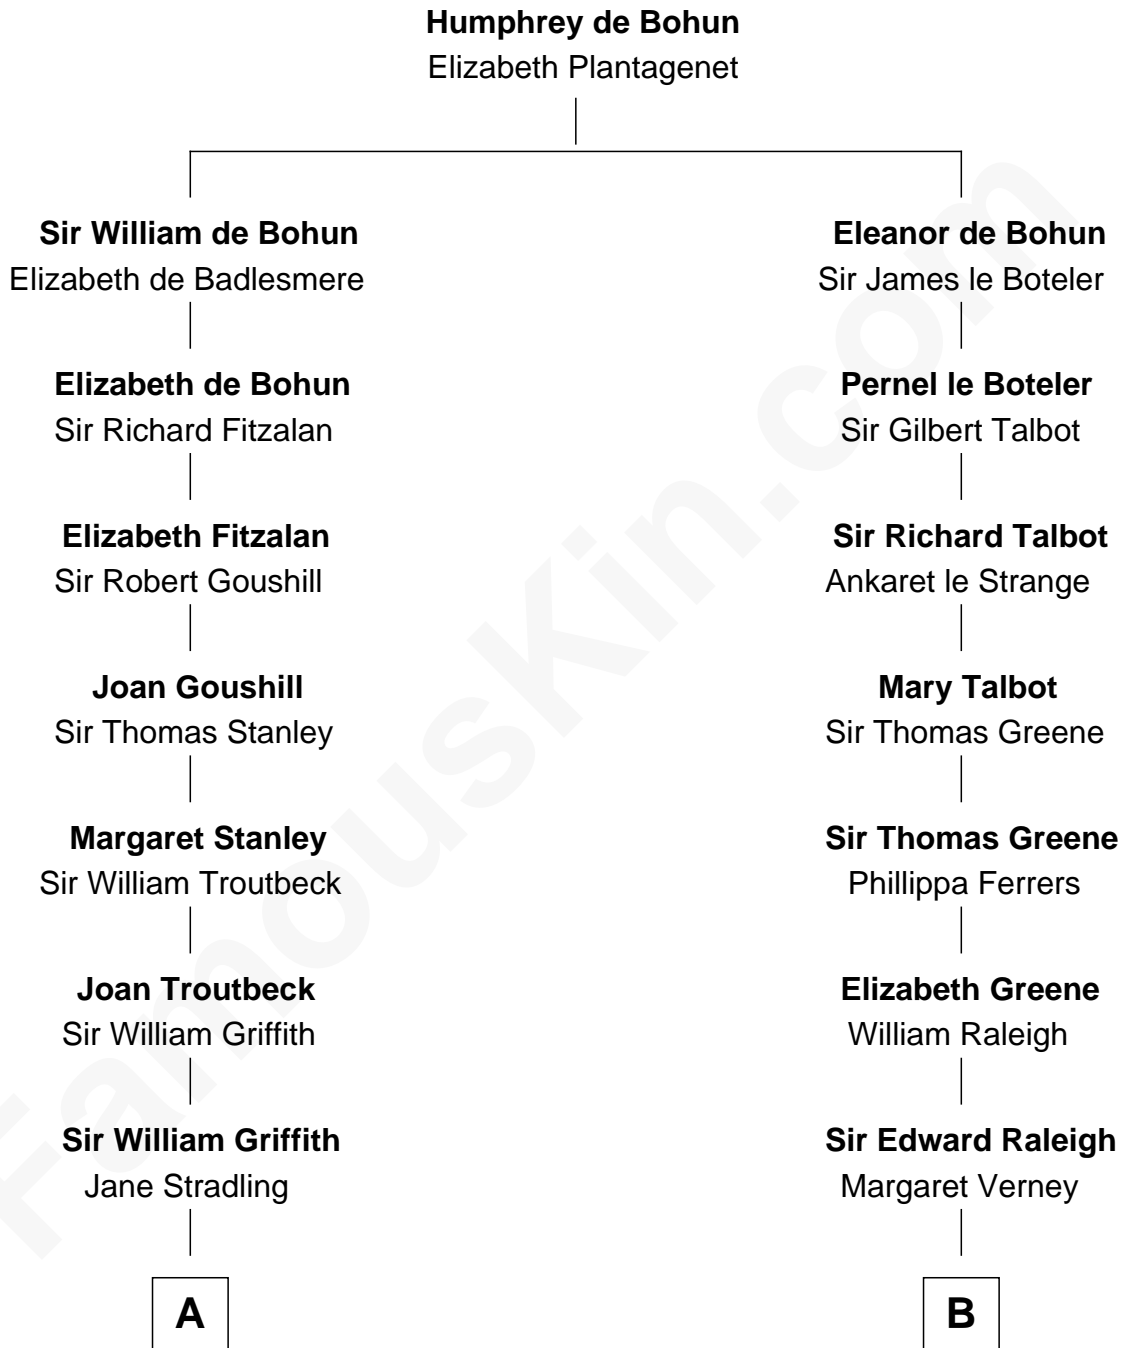 Humphrey de Bohun
Elizabeth Plantagenet
Sir William de Bohun
Elizabeth de Badlesmere
Eleanor de Bohun
Sir James le Boteler
Elizabeth de Bohun
Sir Richard Fitzalan
Pernel le Boteler
Sir Gilbert Talbot
Elizabeth Fitzalan
Sir Robert Goushill
Sir Richard Talbot
Ankaret le Strange
Joan Goushill
Sir Thomas Stanley
Mary Talbot
Sir Thomas Greene
Margaret Stanley
Sir William Troutbeck
Sir Thomas Greene
Phillippa Ferrers
Joan Troutbeck
Sir William Griffith
Elizabeth Greene
William Raleigh
Sir William Griffith
Jane Stradling
Sir Edward Raleigh
Margaret Verney
A
B
FamousKin.com